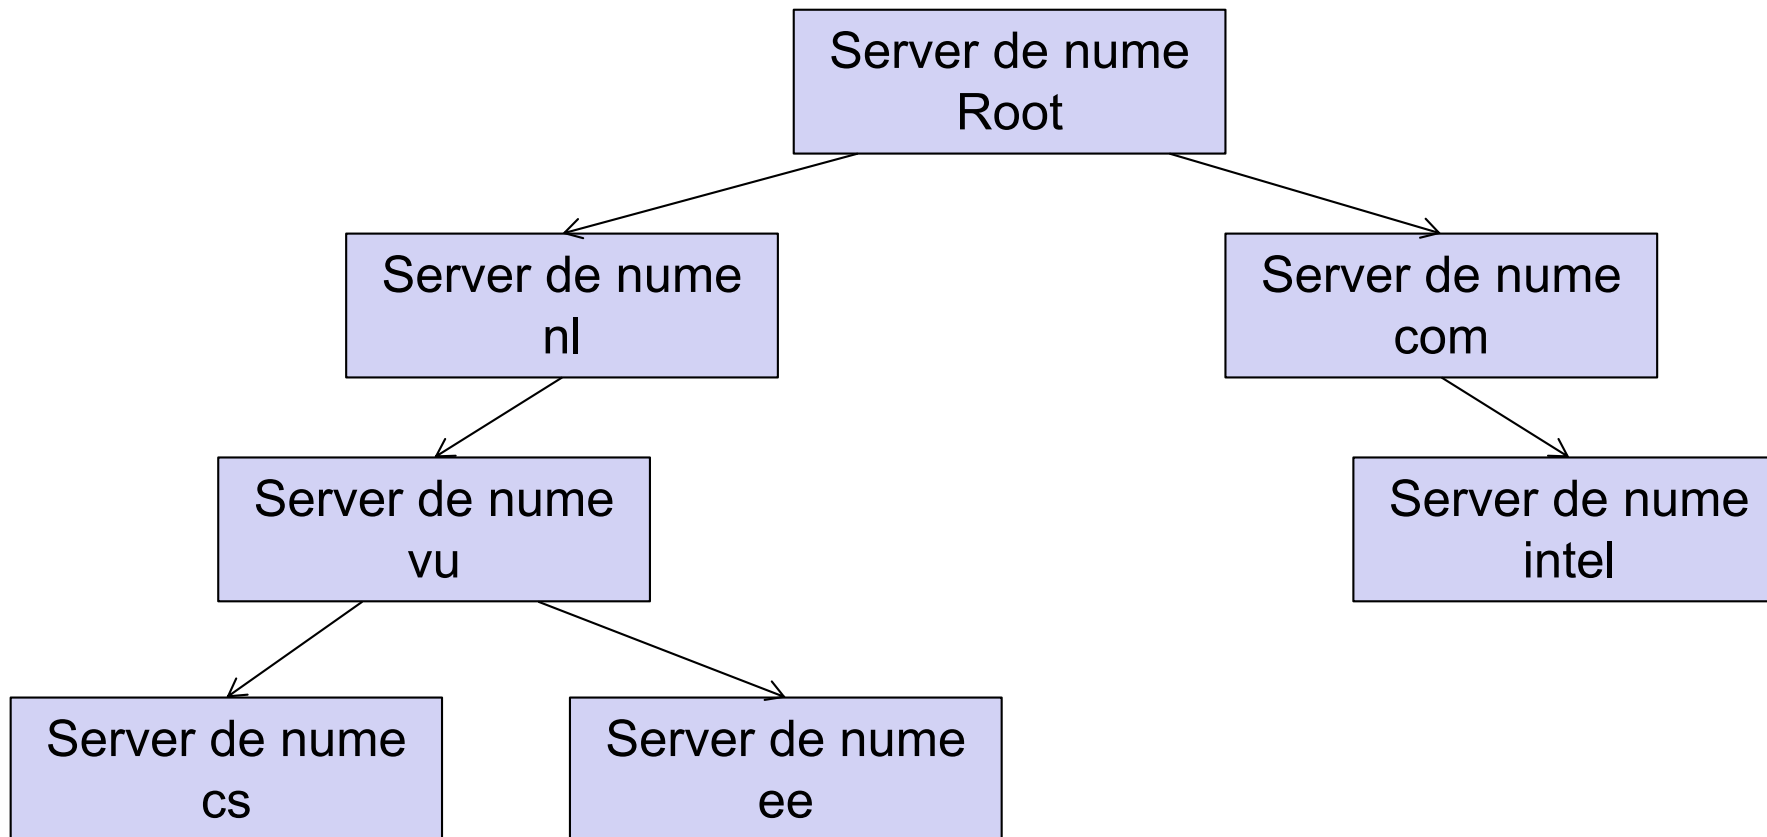 Server de nume
Root
Server de nume
nl
Server de nume
com
Server de nume
vu
Server de nume
intel
Server de nume
cs
Server de nume
ee